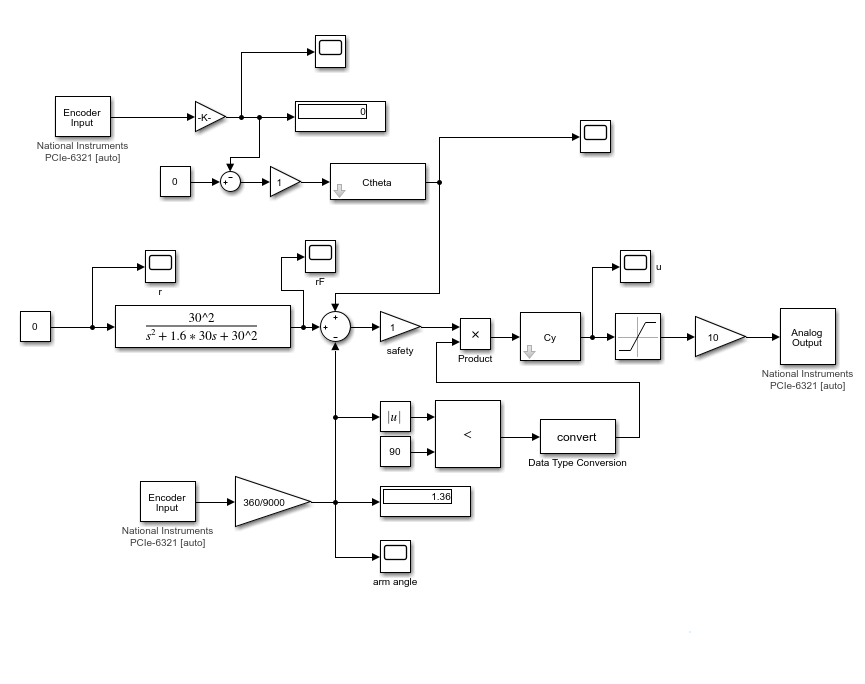 Encoder
Input
National Instruments
PCIe-6321 [auto]
-K-
0
0
+
−
1
Ctheta
r
rF
0
30^2
s² + 1.6 * 30s + 30^2
+
+
−
1
safety
×
Product
Cy
u
10
Analog
Output
National Instruments
PCIe-6321 [auto]
|u|
90
<
convert
Data Type Conversion
Encoder
Input
National Instruments
PCIe-6321 [auto]
360/9000
1.36
arm angle